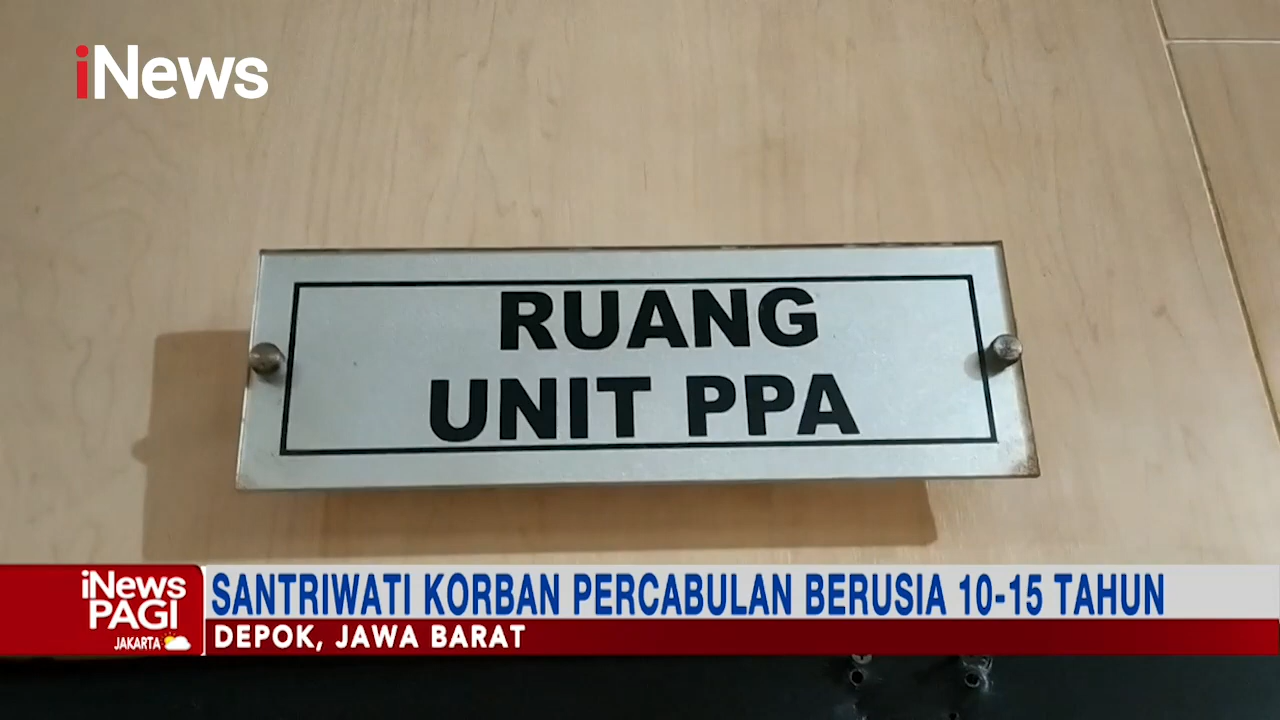 iNews
RUANG
UNIT PPA
iNews
PAGI
JAKARTA
SANTRIWATI KORBAN PERCABULAN BERUSIA 10-15 TAHUN
DEPOK, JAWA BARAT